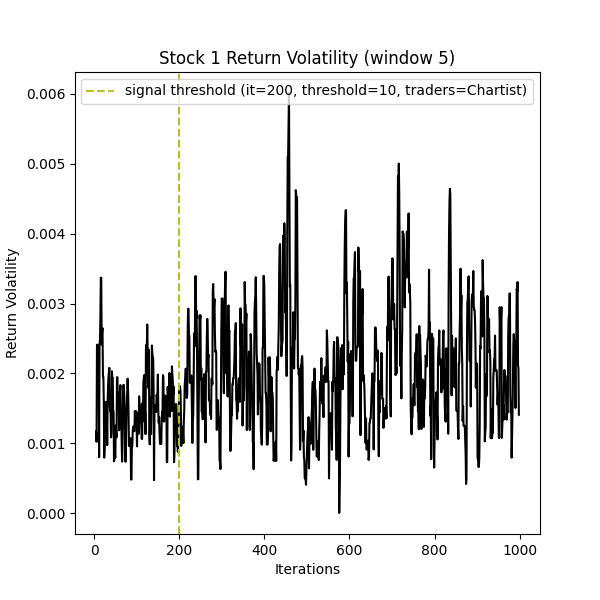 Stock 1 Return Volatility (window 5)
signal threshold (it=200, threshold=10, traders=Chartist)
0.006
0.005
0.004
0.003
0.002
0.001
0.000
Return Volatility
0 200 400 600 800 1000
Iterations